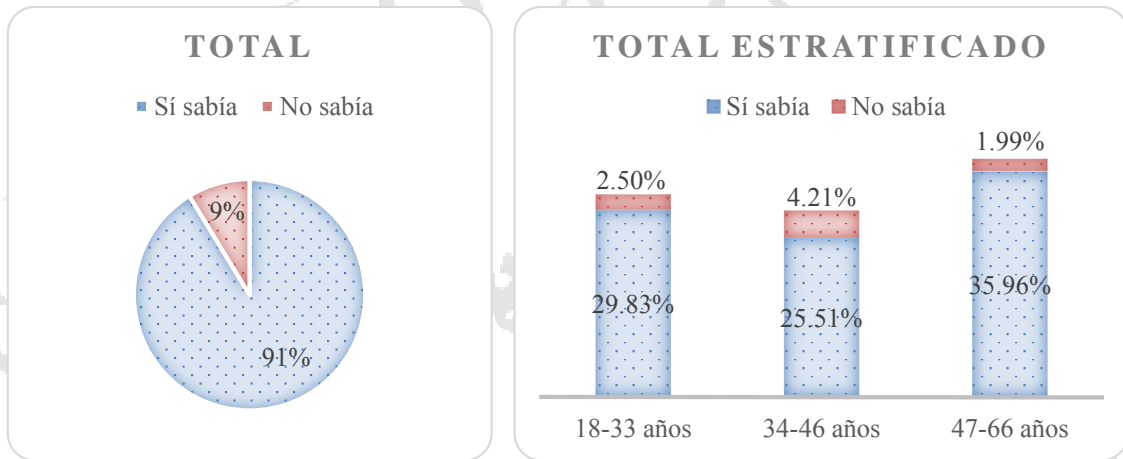 TOTAL
Sí sabía No sabía
9%
91%
TOTAL ESTRATIFICADO
Sí sabía No sabía
1.99%
2.50%
4.21%
35.96%
29.83%
25.51%
18-33 años 34-46 años 47-66 años